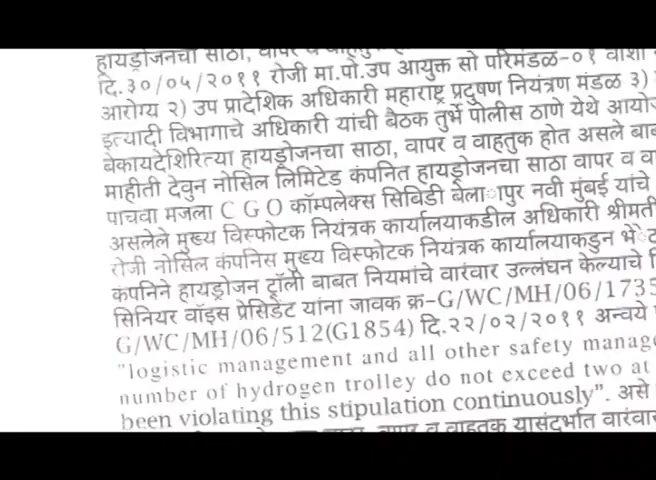 हायड्रोजनचा साठा, वापर व वाहतुक
दि.३०/०५/२०११ रोजी मा.पो.उप आयुक्त सो परिमंडळ-०१ वाशी
आरोग्य २) उप प्रादेशिक अधिकारी महाराष्ट्र प्रदुषण नियंत्रण मंडळ ३)
इत्यादी विभागाचे अधिकारी यांची बैठक तुर्भे पोलीस ठाणे येथे
बेकायदेशिरित्या हायड्रोजनचा साठा, वापर व वाहतुक होत असले
माहीती देवुन नोसिल लिमिटेड कंपनित हायड्रोजनचा साठा वापर व
पाचवा मजला C G O कॉम्पलेक्स सिविडी बेलाापुर नवी मुंबई यांचे
असलेले मुख्य विस्फोटक नियंत्रक कार्यालयाकडील अधिकारी श्रीमती
रोजी नोसिल कंपनिस मुख्य विस्फोटक नियंत्रक कार्यालयाकडुन
कंपनिने हायड्रोजन ट्रॉली बाबत नियमांचे वारंवार उल्लंघन केल्याचे
सिनियर वॉइस प्रेसिडेंट यांना जावक क्र-G/WC/MH/06/1735
G/WC/MH/06/512(G1854) दि.२२/०२/२०११ अन्वये
"logistic management and all other safety
number of hydrogen trolley do not exceed two at
been violating this stipulation continuously". असे
वापर व वाहतुक यासंदर्भात वारंवार